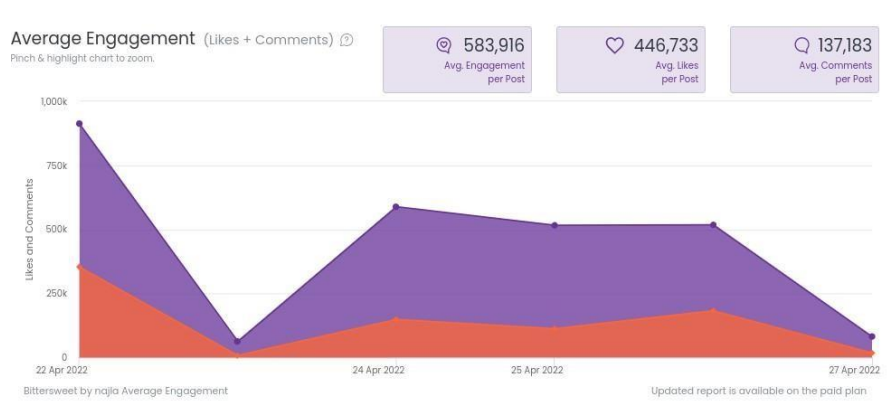 Average Engagement (Likes + Comments)
Pinch & highlight chart to zoom.
583,916
Avg. Engagement
per Post
446,733
Avg. Likes
per Post
137,183
Avg. Comments
per Post
1,000k
750k
500k
250k
0
Likes and Comments
22 Apr 2022
24 Apr 2022
25 Apr 2022
27 Apr 2022
Bittersweet by najla Average Engagement
Updated report is available on the paid plan